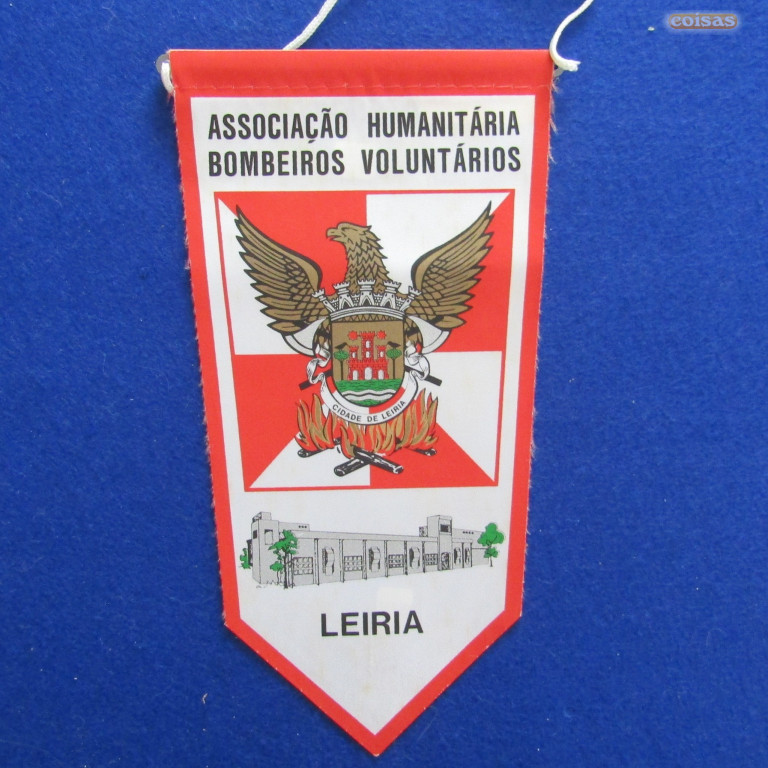 coisas
ASSOCIAÇÃO HUMANITÁRIA
BOMBEIROS VOLUNTÁRIOS
CIDADE DE LEIRIA
LEIRIA